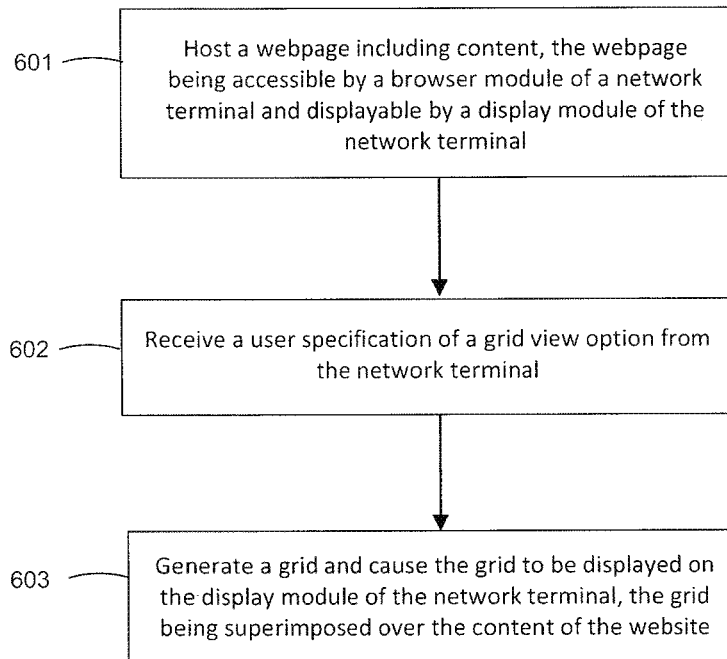 601
Host a webpage including content, the webpage
being accessible by a browser module of a network
terminal and displayable by a display module of the
network terminal
602
Receive a user specification of a grid view option from
the network terminal
603
Generate a grid and cause the grid to be displayed on
the display module of the network terminal, the grid
being superimposed over the content of the website